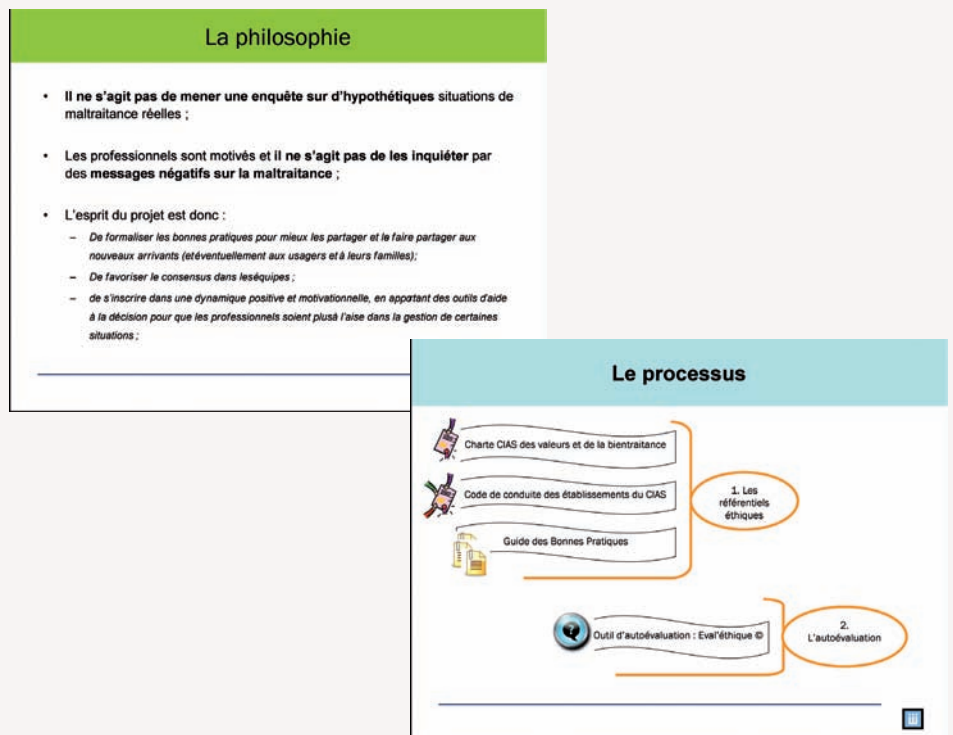 La philosophie
• Il ne s'agit pas de mener une enquête sur d'hypothétiques situations de
maltraitance réelles ;
• Les professionnels sont motivés et il ne s'agit pas de les inquiéter par
des messages négatifs sur la maltraitance ;
• L'esprit du projet est donc :
– De formaliser les bonnes pratiques pour mieux les partager et le faire partager aux
nouveaux arrivants (etéventuellement aux usagers et à leurs familles);
– De favoriser le consensus dans leséquipes ;
– de s'inscrire dans une dynamique positive et motivationnelle, en appotant des outils d'aide
à la décision pour que les professionnels soient plusà l'aise dans la gestion de certaines
situations ;
Le processus
Charte CIAS des valeurs et de la bientraitance
Code de conduite des établissements du CIAS
Guide des Bonnes Pratiques
1. Les
référentiels
éthiques
Outil d'autoévaluation : Eval'éthique ©
2.
L'autoévaluation